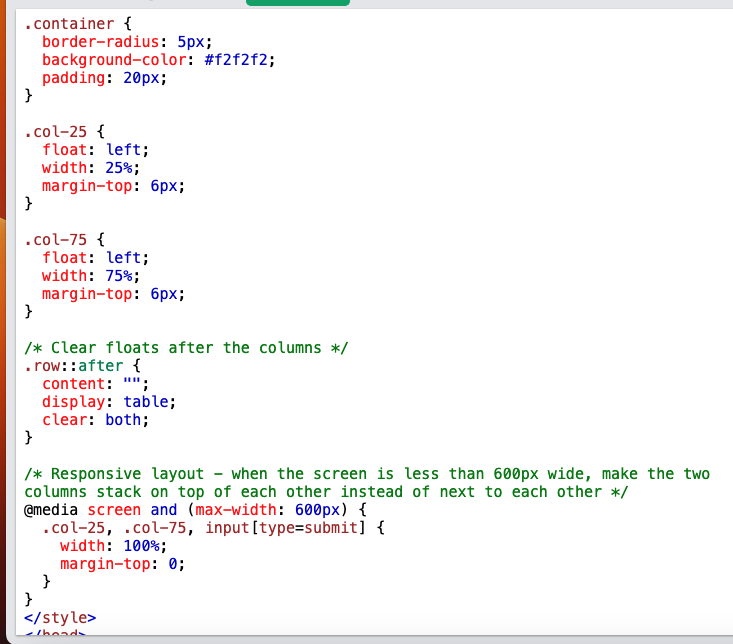 .container {
  border-radius: 5px;
  background-color: #f2f2f2;
  padding: 20px;
}

.col-25 {
  float: left;
  width: 25%;
  margin-top: 6px;
}

.col-75 {
  float: left;
  width: 75%;
  margin-top: 6px;
}

/* Clear floats after the columns */
.row::after {
  content: "";
  display: table;
  clear: both;
}

/* Responsive layout - when the screen is less than 600px wide, make the two
columns stack on top of each other instead of next to each other */
@media screen and (max-width: 600px) {
  .col-25, .col-75, input[type=submit] {
    width: 100%;
    margin-top: 0;
  }
}
</style>
</head>